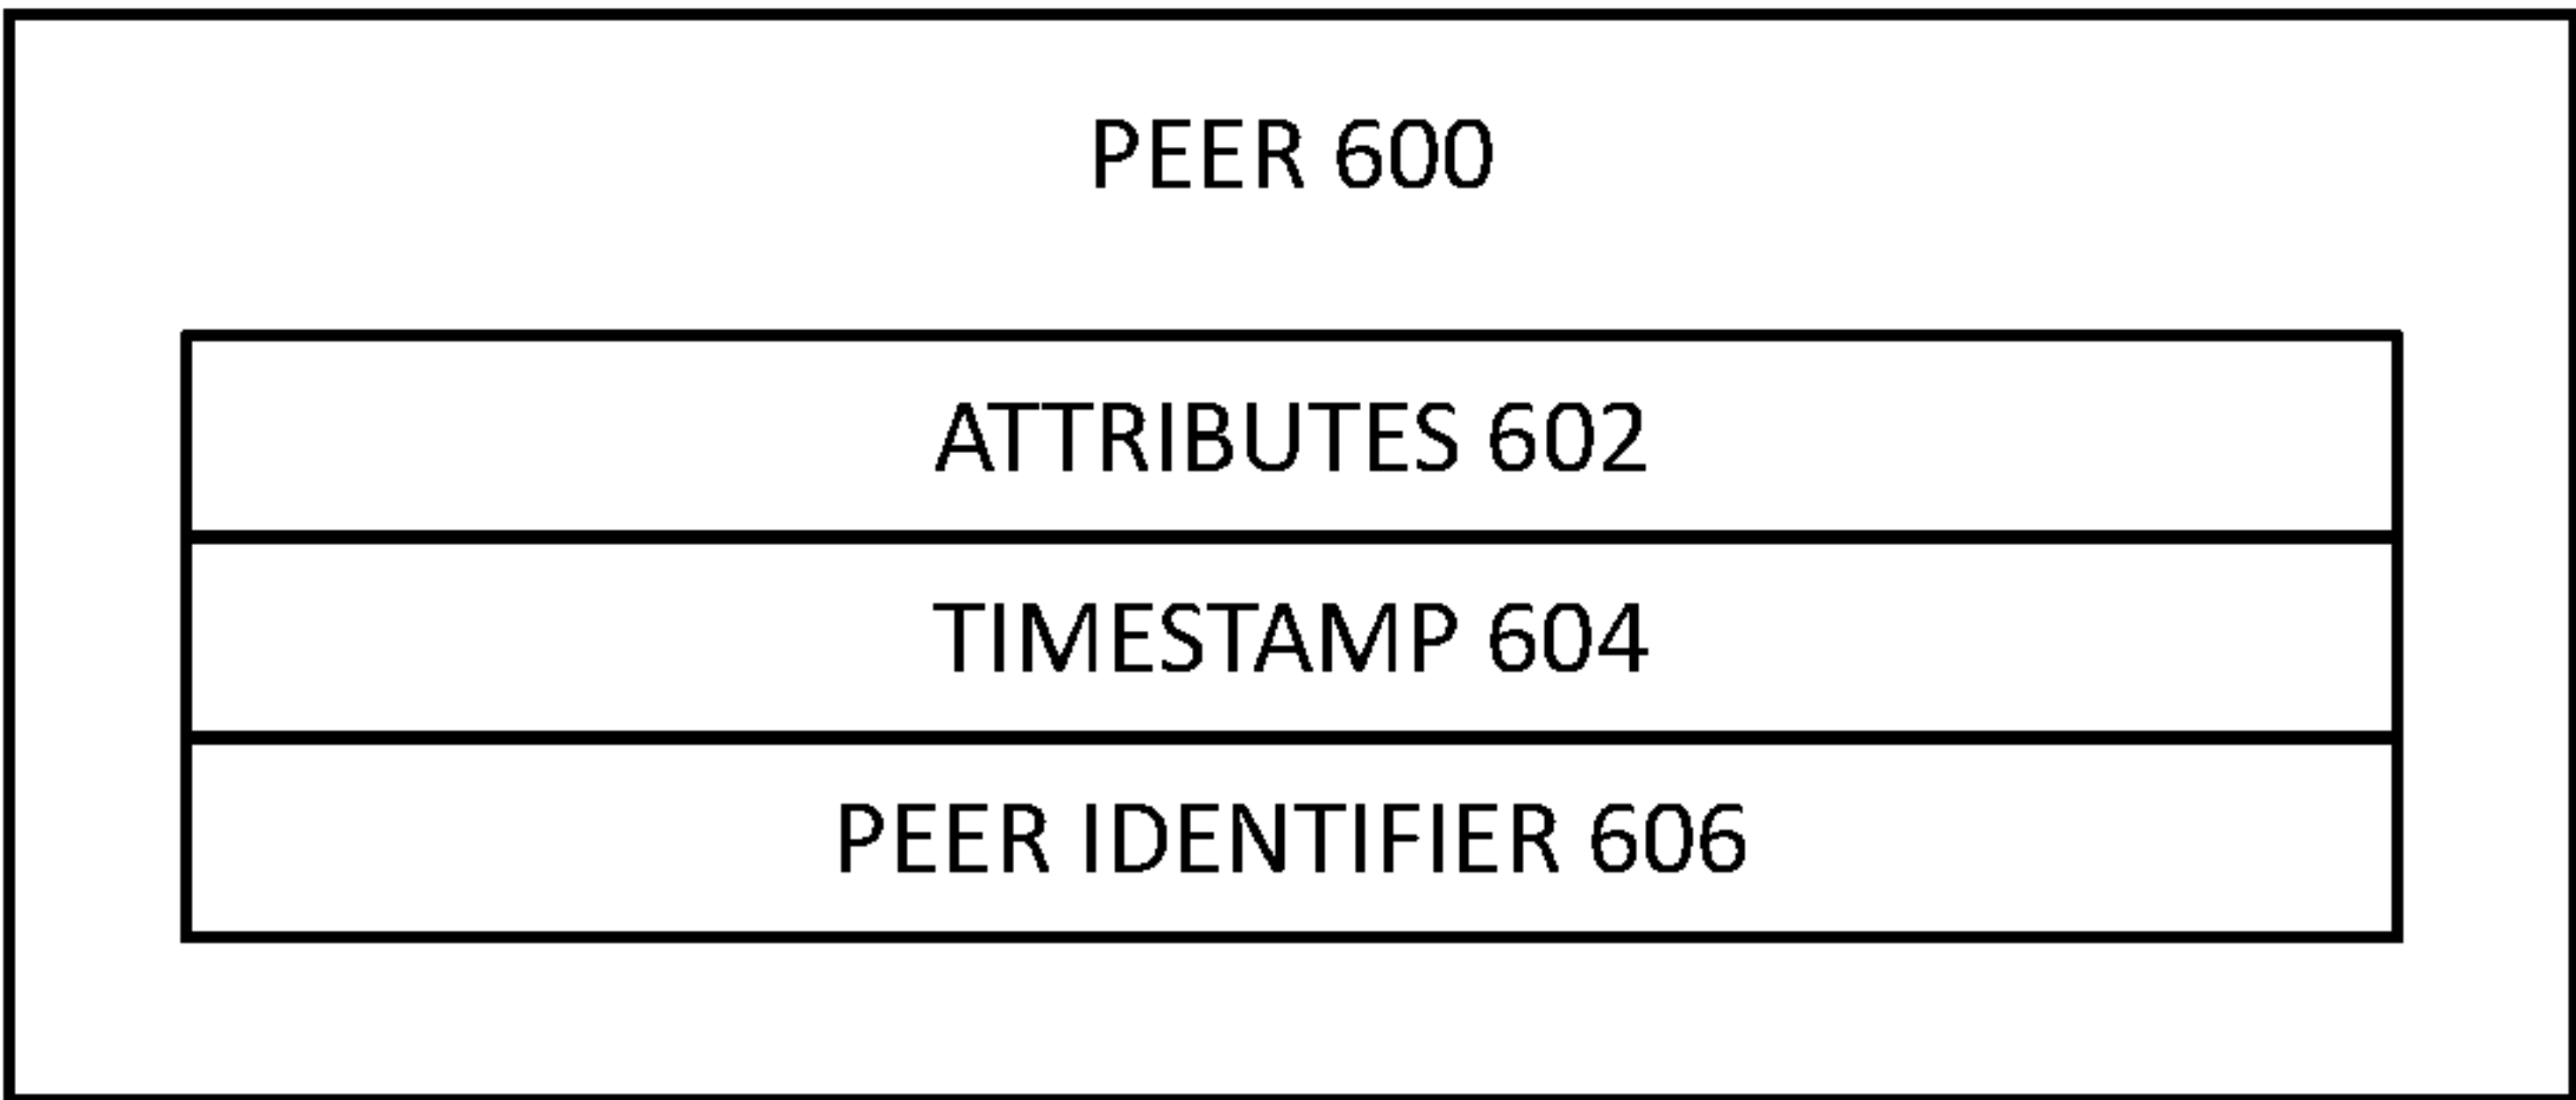 PEER 600
ATTRIBUTES 602
TIMESTAMP 604
PEER IDENTIFIER 606